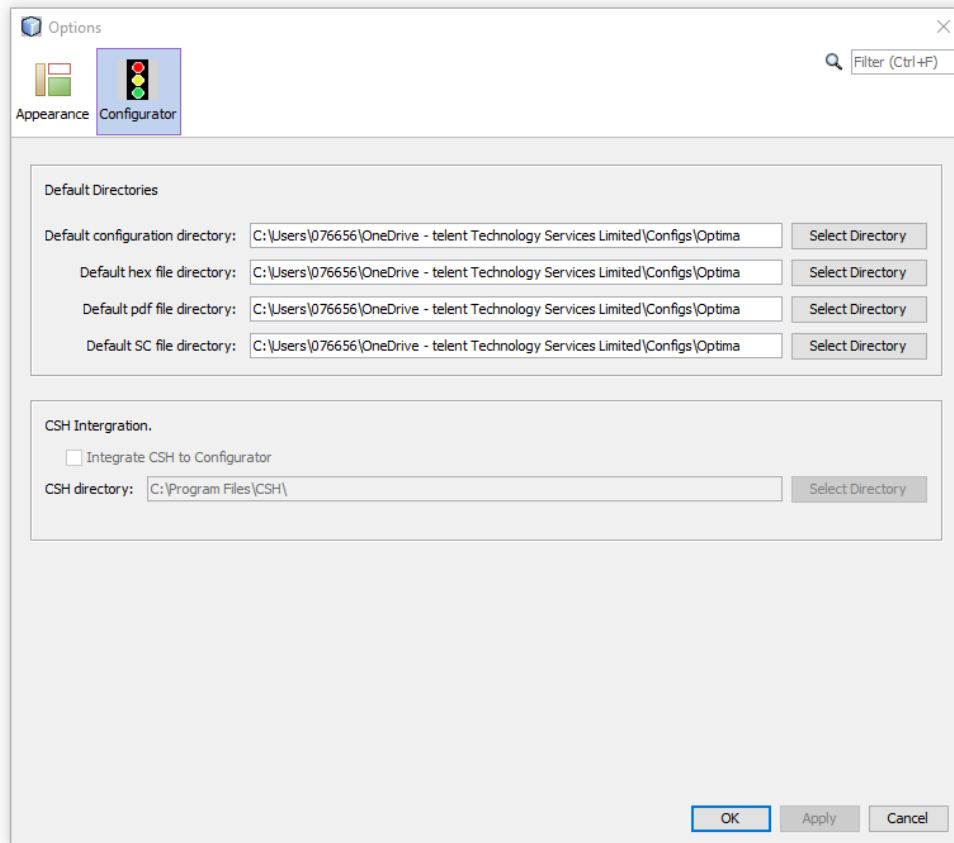 Options
Filter (Ctrl+F)
Appearance
Configurator
Default Directories
Default configuration directory: C:\Users\076656\OneDrive - telent Technology Services Limited\Configs\Optima Select Directory
Default hex file directory: C:\Users\076656\OneDrive - telent Technology Services Limited\Configs\Optima Select Directory
Default pdf file directory: C:\Users\076656\OneDrive - telent Technology Services Limited\Configs\Optima Select Directory
Default SC file directory: C:\Users\076656\OneDrive - telent Technology Services Limited\Configs\Optima Select Directory
CSH Intergration.
Integrate CSH to Configurator
CSH directory: C:\Program Files\CSH\ Select Directory
OK Apply Cancel